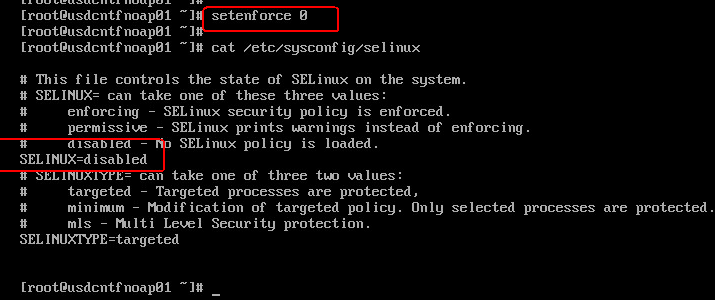 [root@usdcntfnoap01 ~]#
[root@usdcntfnoap01 ~]# setenforce 0
[root@usdcntfnoap01 ~]#
[root@usdcntfnoap01 ~]# cat /etc/sysconfig/selinux
# This file controls the state of SELinux on the system.
# SELINUX= can take one of these three values:
#     enforcing - SELinux security policy is enforced.
#     permissive - SELinux prints warnings instead of enforcing.
#     disabled - No SELinux policy is loaded.
SELINUX=disabled
# SELINUXTYPE= can take one of three two values:
#     targeted - Targeted processes are protected,
#     minimum - Modification of targeted policy. Only selected processes are protected.
#     mls - Multi Level Security protection.
SELINUXTYPE=targeted
[root@usdcntfnoap01 ~]# _